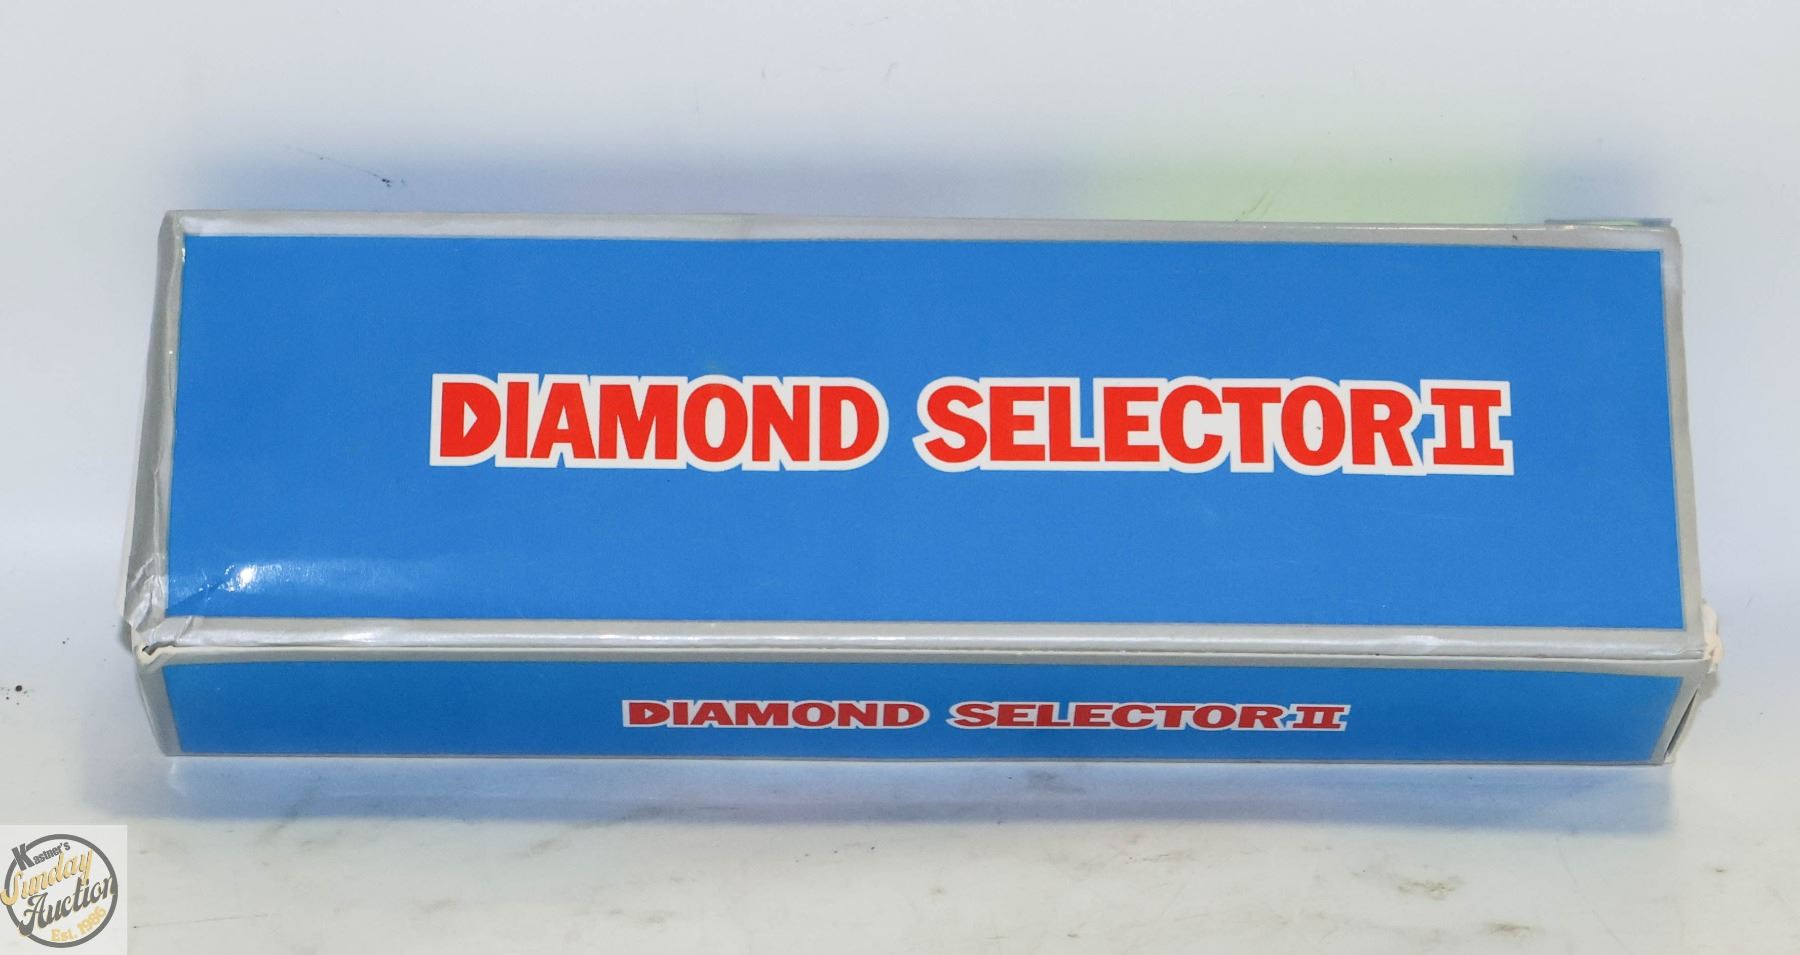 DIAMOND SELECTOR II
DIAMOND SELECTOR II
Kastner's
Sunday
Auction
Est. 1986